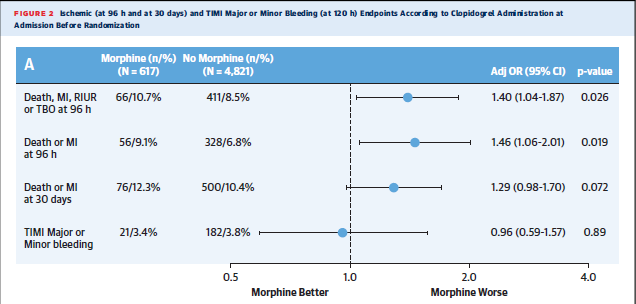 FIGURE 2 Ischemic (at 96 h and at 30 days) and TIMI Major or Minor Bleeding (at 120 h) Endpoints According to Clopidogrel Administration at
Admission Before Randomization
A
Morphine (n/%) No Morphine (n/%)
(N = 617) (N = 4,821) Adj OR (95% CI) p-value
Death, MI, RIUR 66/10.7% 411/8.5% 1.40 (1.04-1.87) 0.026
or TBO at 96 h
Death or MI 56/9.1% 328/6.8% 1.46 (1.06-2.01) 0.019
at 96 h
Death or MI 76/12.3% 500/10.4% 1.29 (0.98-1.70) 0.072
at 30 days
TIMI Major or 21/3.4% 182/3.8% 0.96 (0.59-1.57) 0.89
Minor bleeding
0.5 1.0 2.0 4.0
Morphine Better Morphine Worse